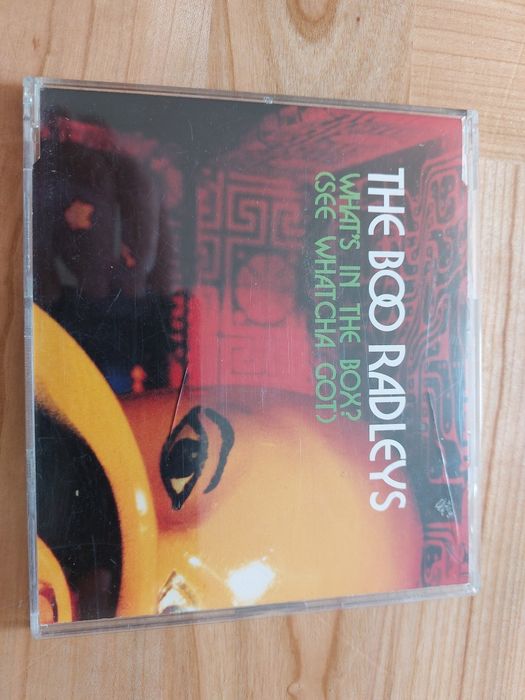 THE BOO RADLEYS
WHAT'S IN THE BOX?
(SEE WHATCHA GOT)